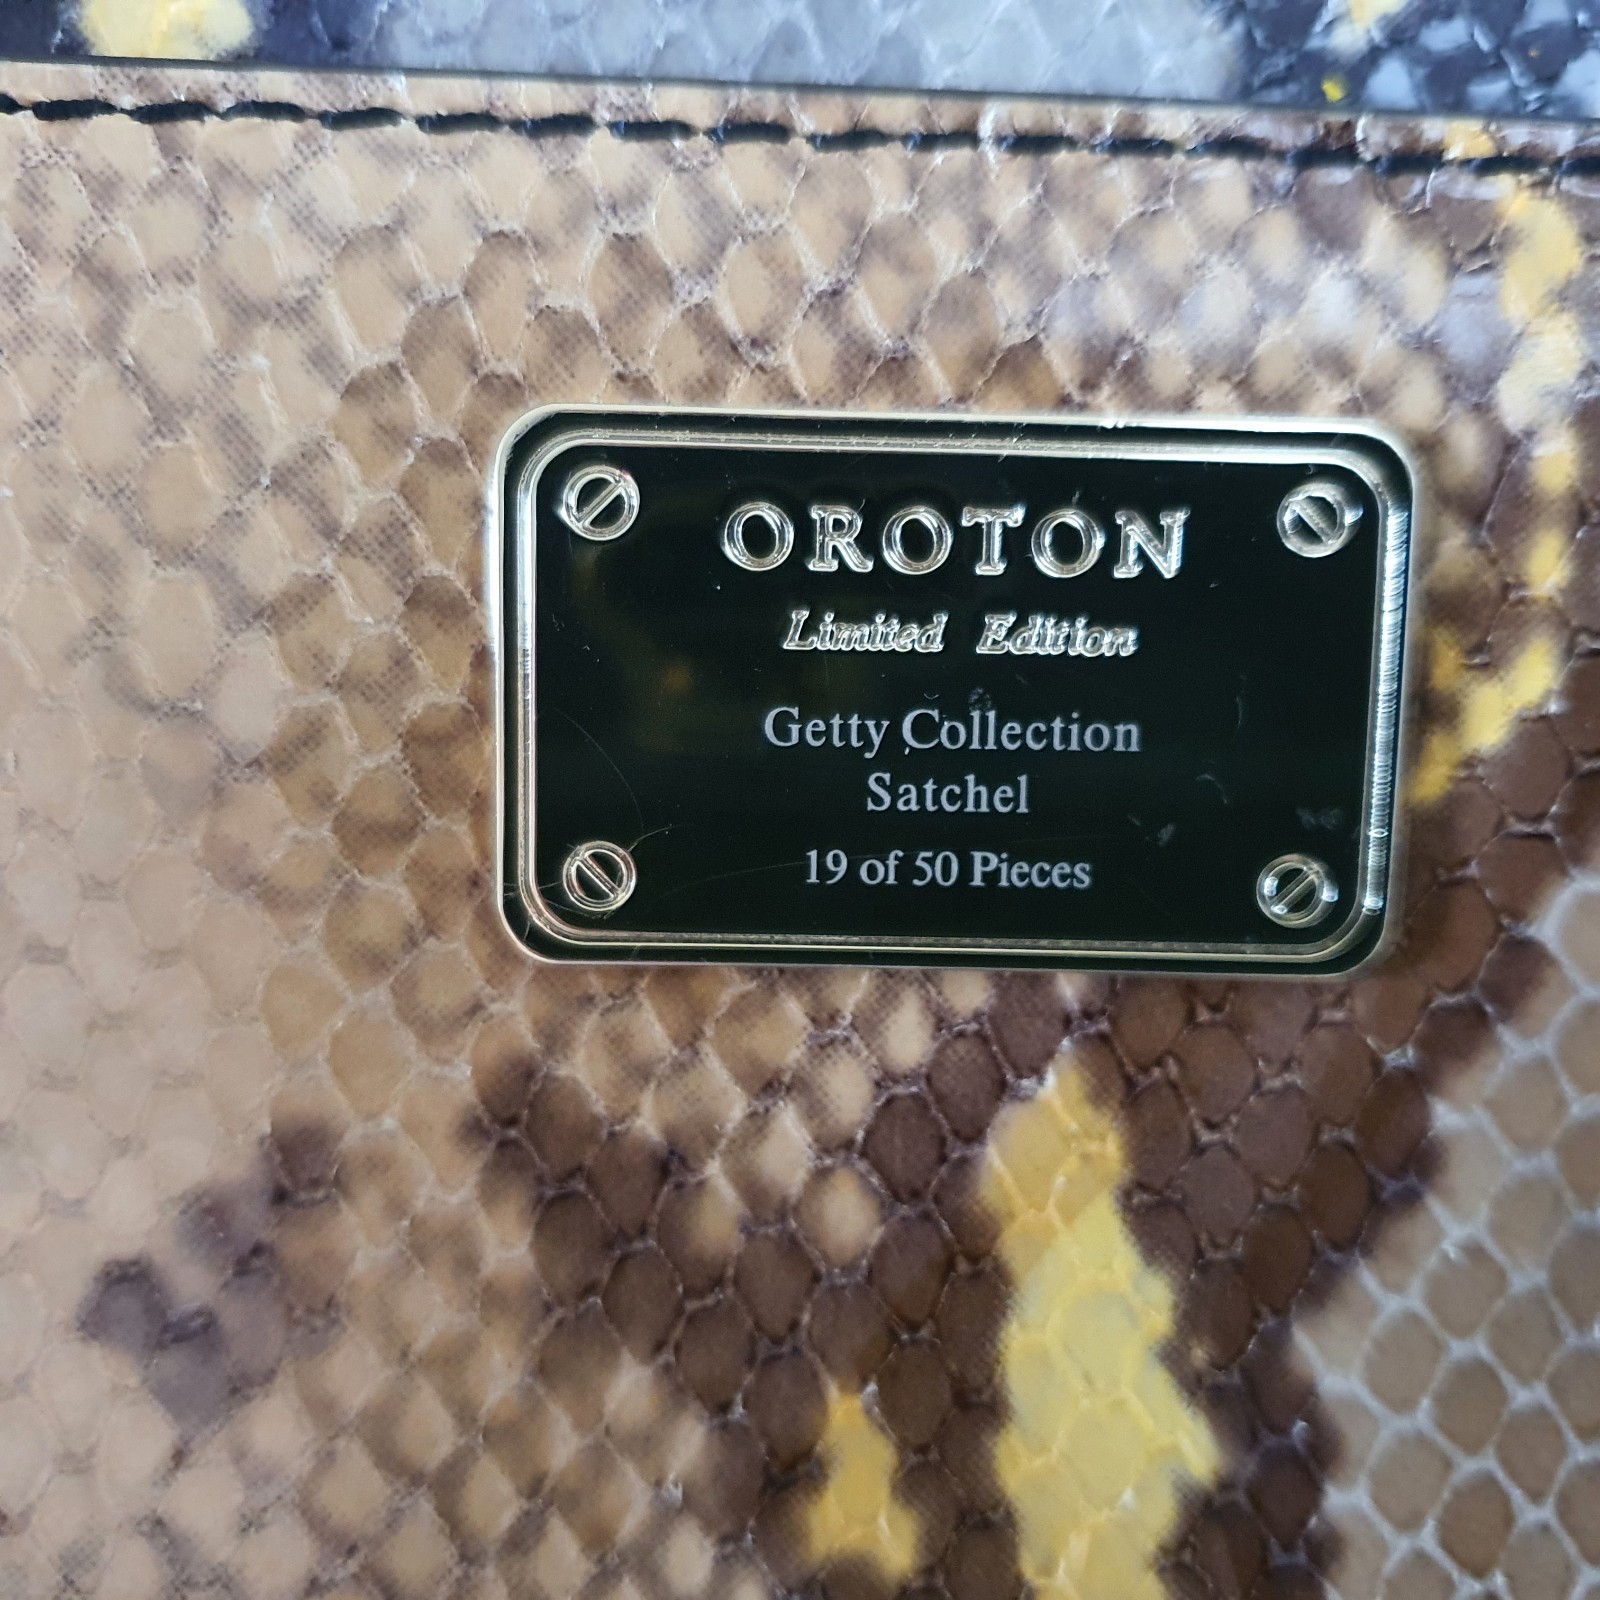 OROTON
Limited Edition
Getty Collection
Satchel
19 of 50 Pieces